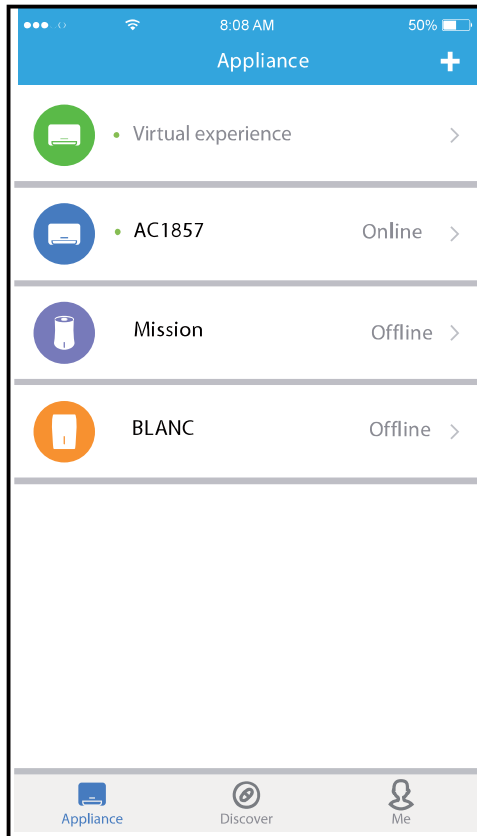 8:08 AM 50%
Appliance
Virtual experience
AC1857 Online
Mission Offline
BLANC Offline
Appliance Discover Me